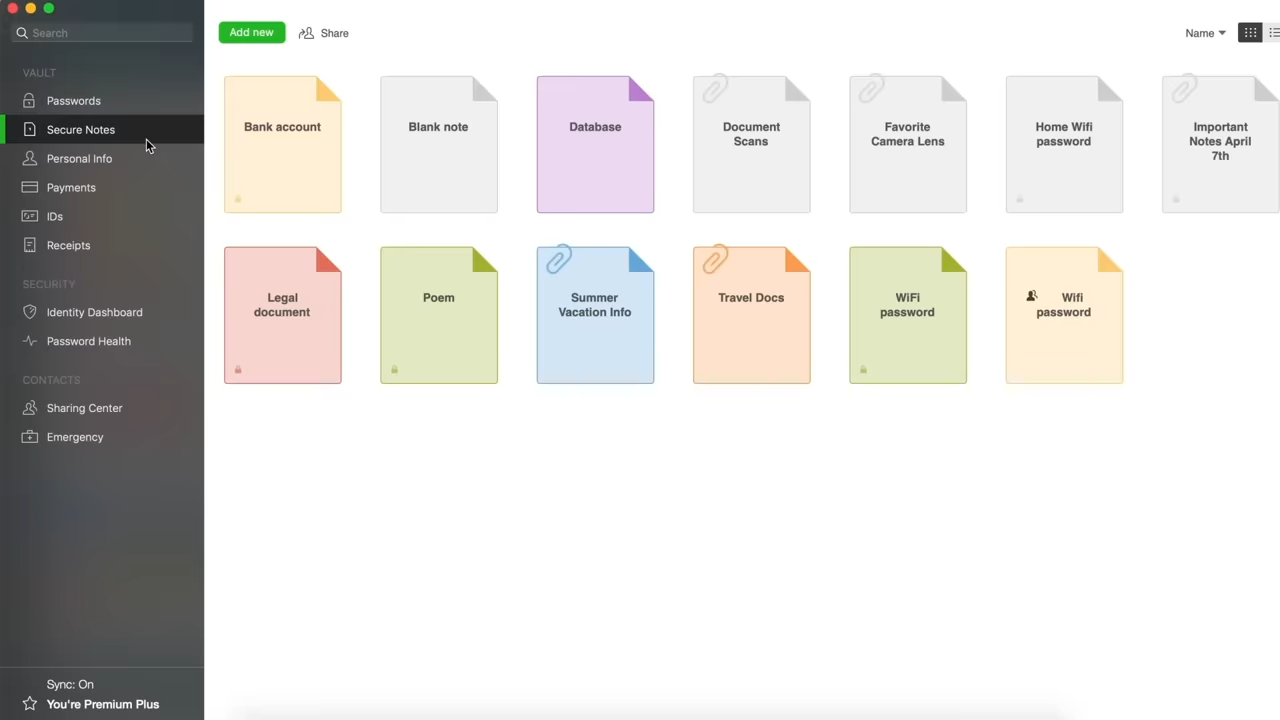 Search
VAULT
Passwords
Secure Notes
Personal Info
Payments
IDs
Receipts
SECURITY
Identity Dashboard
Password Health
CONTACTS
Sharing Center
Emergency
Sync: On
You're Premium Plus
Add new
Share
Name
Bank account
Blank note
Database
Document
Scans
Favorite
Camera Lens
Home Wifi
password
Important
Notes April
7th
Legal
document
Poem
Summer
Vacation Info
Travel Docs
WiFi
password
Wifi
password